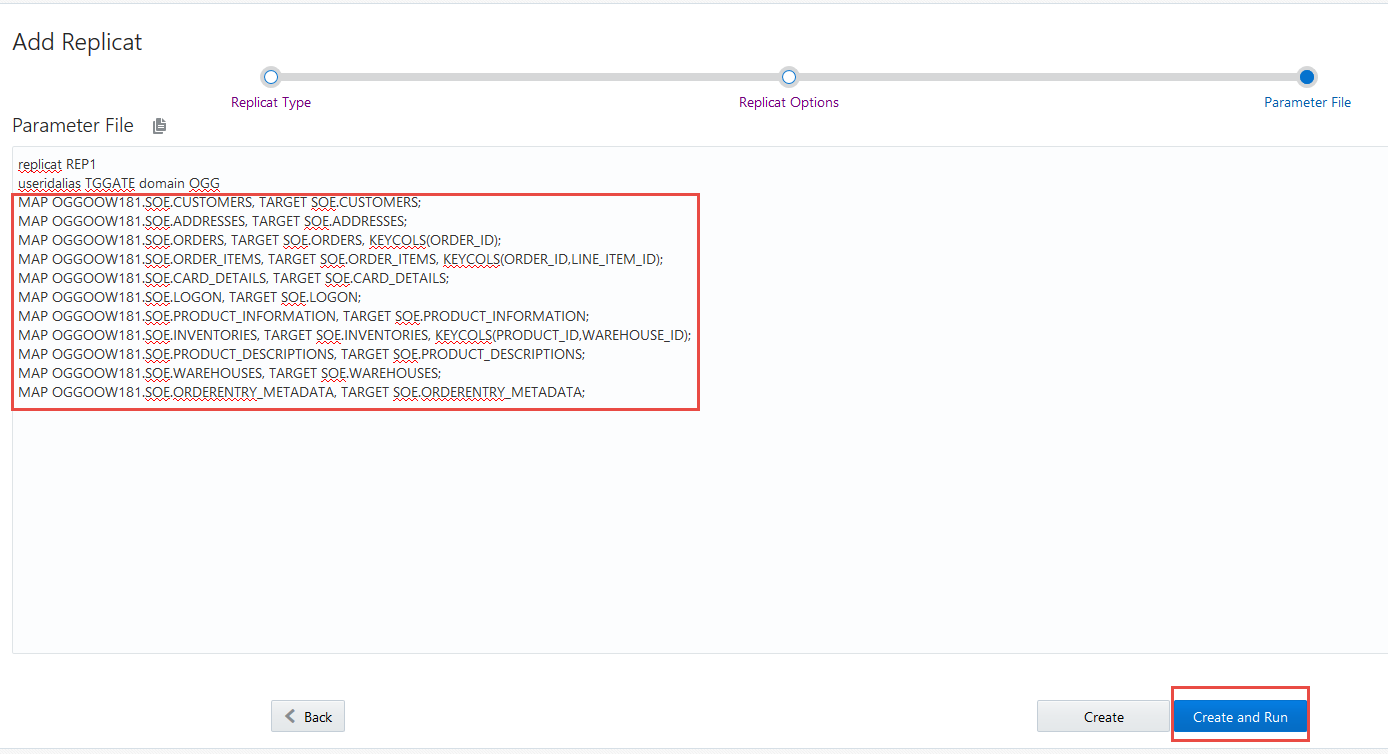 Add Replicat
Replicat Type
Replicat Options
Parameter File
Parameter File
replicat REP1
useridalias TGGATE domain OGG
MAP OGGOOW181.SOE.CUSTOMERS, TARGET SOE.CUSTOMERS;
MAP OGGOOW181.SOE.ADDRESSES, TARGET SOE.ADDRESSES;
MAP OGGOOW181.SOE.ORDERS, TARGET SOE.ORDERS, KEYCOLS(ORDER_ID);
MAP OGGOOW181.SOE.ORDER_ITEMS, TARGET SOE.ORDER_ITEMS, KEYCOLS(ORDER_ID,LINE_ITEM_ID);
MAP OGGOOW181.SOE.CARD_DETAILS, TARGET SOE.CARD_DETAILS;
MAP OGGOOW181.SOE.LOGON, TARGET SOE.LOGON;
MAP OGGOOW181.SOE.PRODUCT_INFORMATION, TARGET SOE.PRODUCT_INFORMATION;
MAP OGGOOW181.SOE.INVENTORIES, TARGET SOE.INVENTORIES, KEYCOLS(PRODUCT_ID,WAREHOUSE_ID);
MAP OGGOOW181.SOE.PRODUCT_DESCRIPTIONS, TARGET SOE.PRODUCT_DESCRIPTIONS;
MAP OGGOOW181.SOE.WAREHOUSES, TARGET SOE.WAREHOUSES;
MAP OGGOOW181.SOE.ORDERENTRY_METADATA, TARGET SOE.ORDERENTRY_METADATA;
Back
Create
Create and Run